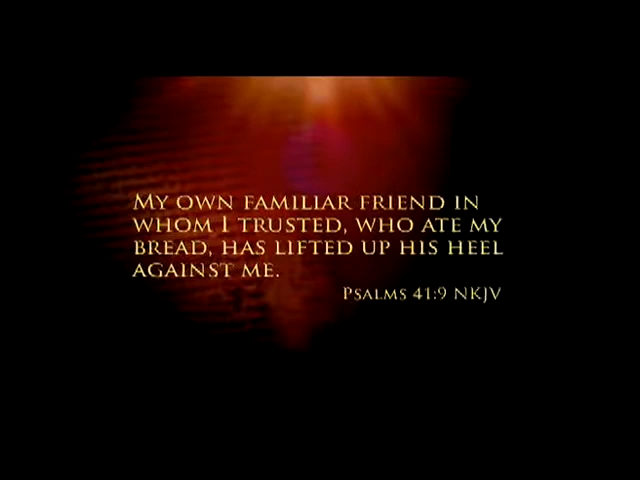 My own familiar friend in
whom I trusted, who ate my
bread, has lifted up his heel
against me.
Psalms 41:9 NKJV